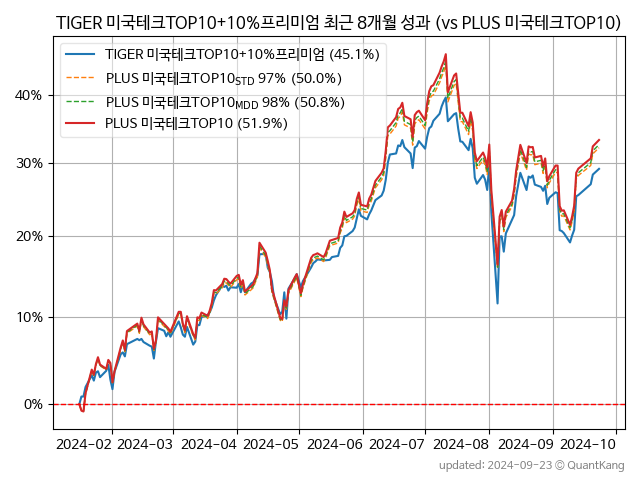 TIGER 미국테크TOP10+10%프리미엄 최근 8개월 성과 (vs PLUS 미국테크TOP10)
TIGER 미국테크TOP10+10%프리미엄 (45.1%)
PLUS 미국테크TOP10STD 97% (50.0%)
PLUS 미국테크TOP10MDD 98% (50.8%)
PLUS 미국테크TOP10 (51.9%)
40%
30%
20%
10%
0%
2024-02 2024-03 2024-04 2024-05 2024-06 2024-07 2024-08 2024-09 2024-10
updated: 2024-09-23 © QuantKang